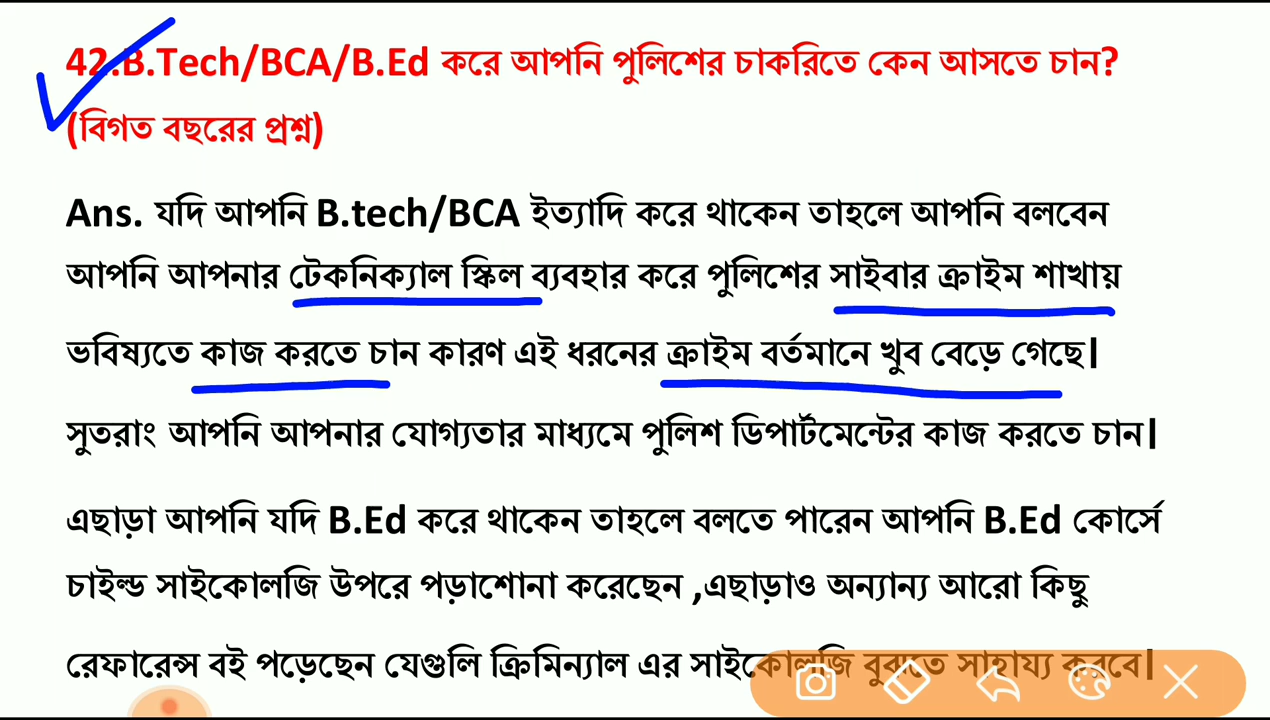 42.B.Tech/BCA/B.Ed করে আপনি পুলিশের চাকরিতে কেন আসতে চান?
(বিগত বছরের প্রশ্ন)
Ans. যদি আপনি B.tech/BCA ইত্যাদি করে থাকেন তাহলে আপনি বলবেন
আপনি আপনার টেকনিক্যাল স্কিল ব্যবহার করে পুলিশের সাইবার ক্রাইম শাখায়
ভবিষ্যতে কাজ করতে চান কারণ এই ধরনের ক্রাইম বর্তমানে খুব বেড়ে গেছে।
সুতরাং আপনি আপনার যোগ্যতার মাধ্যমে পুলিশ ডিপার্টমেন্টের কাজ করতে চান।
এছাড়া আপনি যদি B.Ed করে থাকেন তাহলে বলতে পারেন আপনি B.Ed কোর্সে
চাইল্ড সাইকোলজি উপরে পড়াশোনা করেছেন ,এছাড়াও অন্যান্য আরো কিছু
রেফারেন্স বই পড়েছেন যেগুলি ক্রিমিন্যাল এর সাইকোলজি বুঝতে সাহায্য করবে।